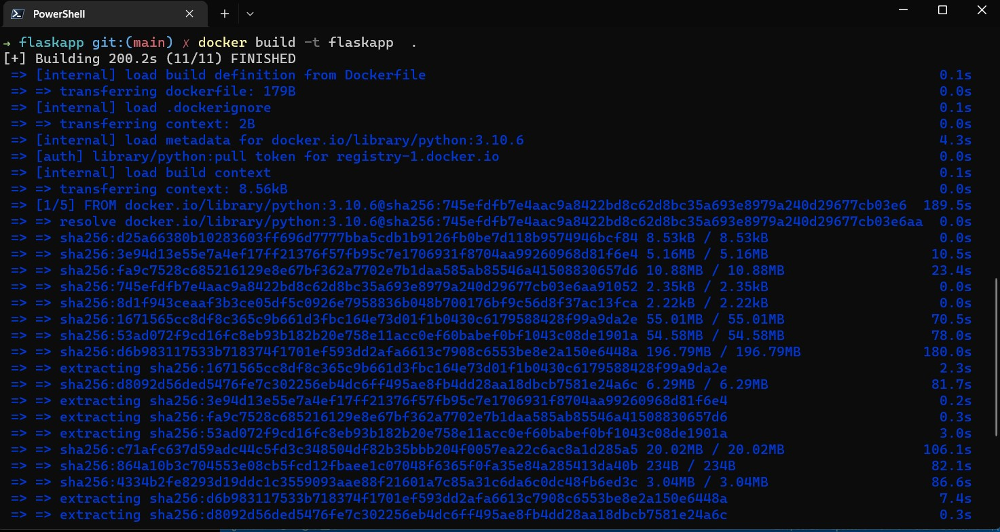 PowerShell
→ flaskapp git:(main) ✗ docker build -t flaskapp  .
[+] Building 200.2s (11/11) FINISHED
=> [internal] load build definition from Dockerfile 0.1s
=> => transferring dockerfile: 179B 0.0s
=> [internal] load .dockerignore 0.1s
=> => transferring context: 2B 0.0s
=> [internal] load metadata for docker.io/library/python:3.10.6 4.3s
=> [auth] library/python:pull token for registry-1.docker.io 0.0s
=> [internal] load build context 0.1s
=> => transferring context: 8.56kB 0.0s
=> [1/5] FROM docker.io/library/python:3.10.6@sha256:745efdfb7e4aac9a8422bd8c62d8bc35a693e8979a240d29677cb03e6 189.5s
=> => resolve docker.io/library/python:3.10.6@sha256:745efdfb7e4aac9a8422bd8c62d8bc35a693e8979a240d29677cb03e6aa 0.0s
=> => sha256:d25a66380b10283603ff696d7777bba5cdb1b9126fb0be7d118b9574946bcf84 8.53kB / 8.53kB 0.0s
=> => sha256:3e94d13e55e7a4ef17ff21376f57fb95c7e1706931f8704aa99260968d81f6e4 5.16MB / 5.16MB 10.5s
=> => sha256:fa9c7528c685216129e8e67bf362a7702e7b1daa585ab85546a41508830657d6 10.88MB / 10.88MB 23.4s
=> => sha256:745efdfb7e4aac9a8422bd8c62d8bc35a693e8979a240d29677cb03e6aa91052 2.35kB / 2.35kB 0.0s
=> => sha256:8d1f943ceaaf3b3ce05df5c0926e7958836b048b700176bf9c56d8f37ac13fca 2.22kB / 2.22kB 0.0s
=> => sha256:1671565cc8df8c365c9b661d3fbc164e73d01f1b0430c6179588428f99a9da2e 55.01MB / 55.01MB 70.5s
=> => sha256:53ad072f9cd16fc8eb93b182b20e758e11acc0ef60babef0bf1043c08de1901a 54.58MB / 54.58MB 78.0s
=> => sha256:d6b983117533b718374f1701ef593dd2afa6613c7908c6553be8e2a150e6448a 196.79MB / 196.79MB 180.0s
=> => extracting sha256:1671565cc8df8c365c9b661d3fbc164e73d01f1b0430c6179588428f99a9da2e 2.3s
=> => sha256:d8092d56ded5476fe7c302256eb4dc6ff495ae8fb4dd28aa18dbcb7581e24a6c 6.29MB / 6.29MB 81.7s
=> => extracting sha256:3e94d13e55e7a4ef17ff21376f57fb95c7e1706931f8704aa99260968d81f6e4 0.2s
=> => extracting sha256:fa9c7528c685216129e8e67bf362a7702e7b1daa585ab85546a41508830657d6 0.3s
=> => extracting sha256:53ad072f9cd16fc8eb93b182b20e758e11acc0ef60babef0bf1043c08de1901a 3.0s
=> => sha256:c71afc637d59adc44c5fd3c348504df82b35bbb204f0057ea22c6ac8a1d285a5 20.02MB / 20.02MB 106.1s
=> => sha256:864a10b3c704553e08cb5fcd12fbaee1c07048f6365f0fa35e84a285413da40b 234B / 234B 82.1s
=> => sha256:4334b2fe8293d19ddc1c3559093aae88f21601a7c85a31c6da6c0dc48fb6ed3c 3.04MB / 3.04MB 86.6s
=> => extracting sha256:d6b983117533b718374f1701ef593dd2afa6613c7908c6553be8e2a150e6448a 7.4s
=> => extracting sha256:d8092d56ded5476fe7c302256eb4dc6ff495ae8fb4dd28aa18dbcb7581e24a6c 0.3s